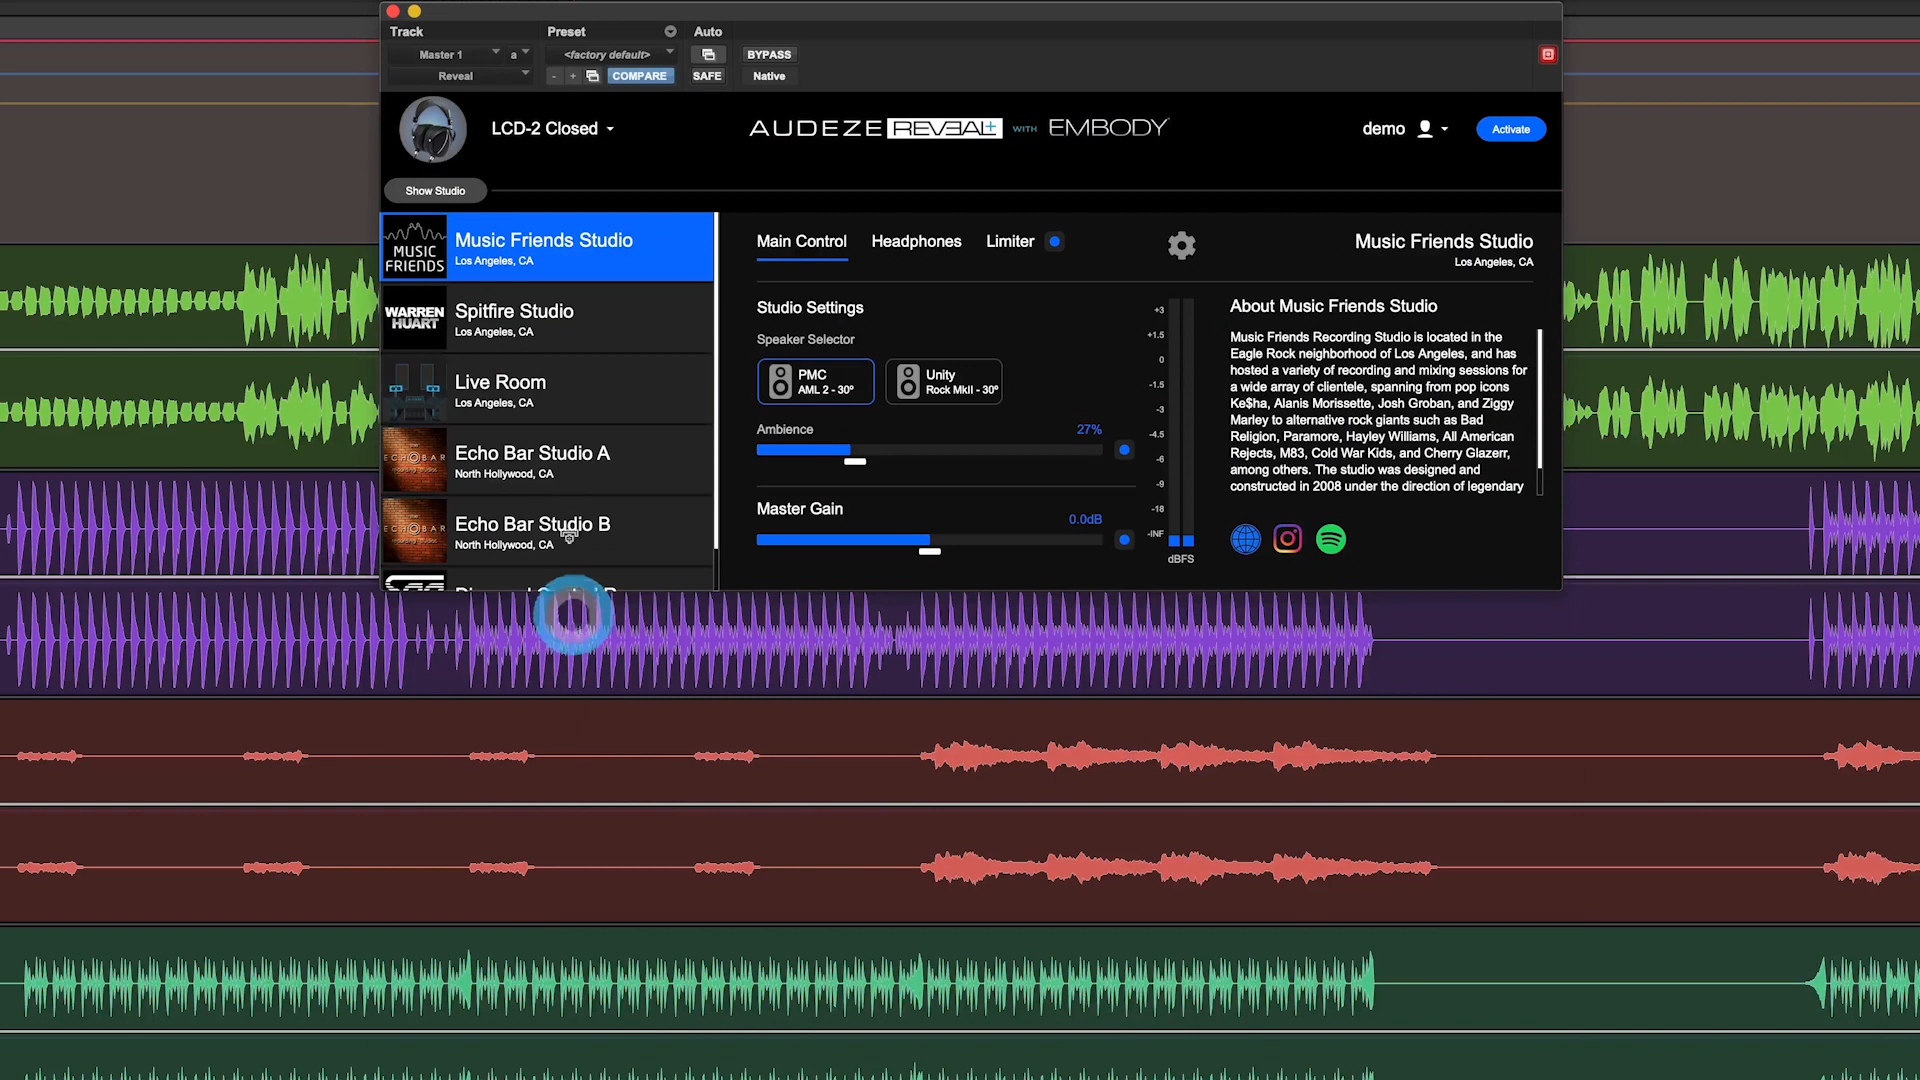 Track
Preset
Auto
Master 1
a
<factory default>
BYPASS
Reveal
-
+
COMPARE
SAFE
Native
LCD-2 Closed
AUDEZE REVEAL+ WITH EMBODY
demo
Activate
Show Studio
MUSIC
FRIENDS
Music Friends Studio
Los Angeles, CA
WARREN
HUART
Spitfire Studio
Los Angeles, CA
Live Room
Los Angeles, CA
ECHOBAR
Echo Bar Studio A
North Hollywood, CA
ECHOBAR
Echo Bar Studio B
North Hollywood, CA
Main Control
Headphones
Limiter
Studio Settings
Speaker Selector
PMC
AML 2 - 30º
Unity
Rock MkII - 30º
Ambience
27%
Master Gain
0.0dB
+3
+1.5
0
-1.5
-3
-4.5
-6
-9
-18
-INF
dBFS
Music Friends Studio
Los Angeles, CA
About Music Friends Studio
Music Friends Recording Studio is located in the
Eagle Rock neighborhood of Los Angeles, and has
hosted a variety of recording and mixing sessions for
a wide array of clientele, spanning from pop icons
Ke$ha, Alanis Morissette, Josh Groban, and Ziggy
Marley to alternative rock giants such as Bad
Religion, Paramore, Hayley Williams, All American
Rejects, M83, Cold War Kids, and Cherry Glazerr,
among others. The studio was designed and
constructed in 2008 under the direction of legendary